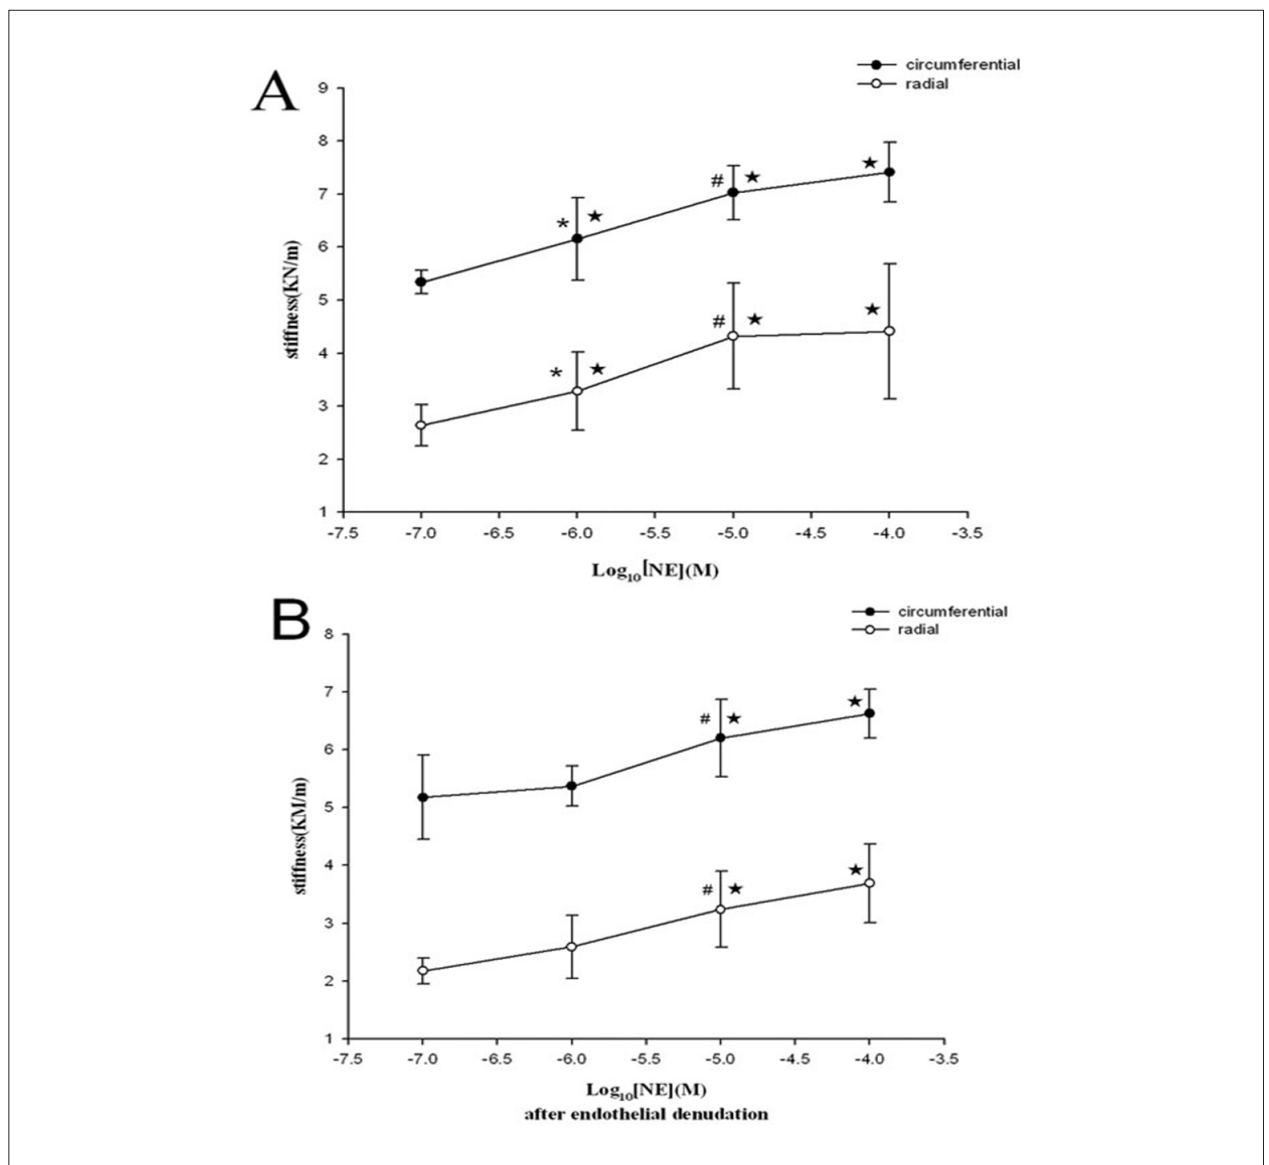 A
circumferential
radial
9
8
7
6
5
4
3
2
1
stiffness(KN/m)
# ★
★
* ★
# ★
★
* ★
-7.5 -7.0 -6.5 -6.0 -5.5 -5.0 -4.5 -4.0 -3.5
Log10[NE](M)
B
circumferential
radial
8
7
6
5
4
3
2
1
stiffness(KM/m)
# ★
★
# ★
★
-7.5 -7.0 -6.5 -6.0 -5.5 -5.0 -4.5 -4.0 -3.5
Log10[NE](M)
after endothelial denudation